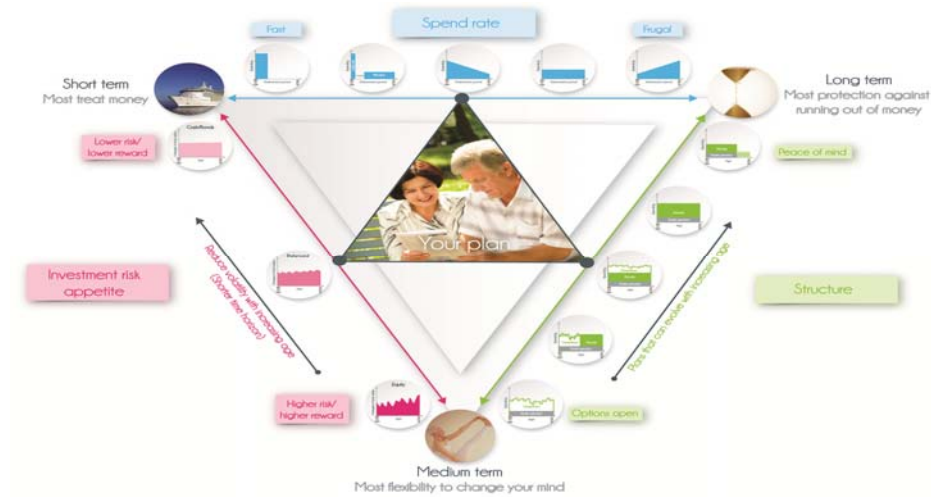 Spend rate
Fast
Frugal
Short term
Most treat money
Long term
Most protection against
running out of money
Lower risk/
lower reward
Peace of mind
Your plan
Investment risk
appetite
Reduce volatility with increasing age
(Shorter time horizon)
Structure
Plans that can evolve with increasing age
Balanced
Higher risk/
higher reward
Equity
Options open
Medium term
Most flexibility to change your mind